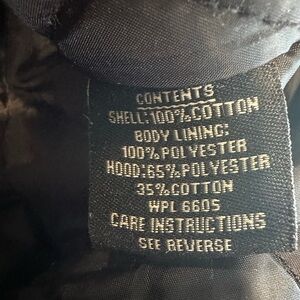 CONTENTS
SHELL:100%COTTON
BODY LINING:
100%POLYESTER
HOOD:65%POLYESTER
35%COTTON
WPL 6605
CARE INSTRUCTIONS
SEE REVERSE